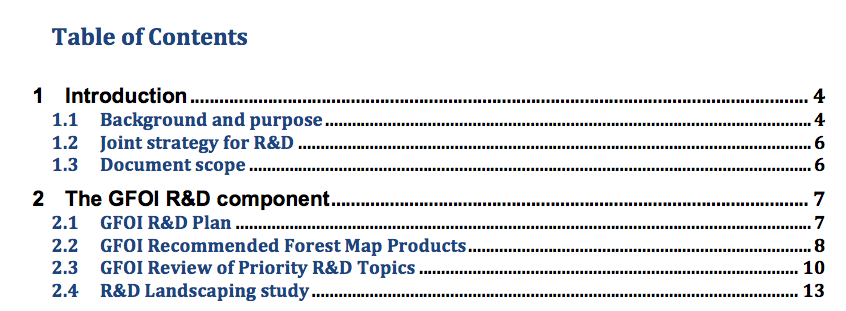 Table of Contents
1 Introduction ........................................................ 4
1.1 Background and purpose ........................................................ 4
1.2 Joint strategy for R&D ........................................................ 6
1.3 Document scope ........................................................ 6
2 The GFOI R&D component ........................................................ 7
2.1 GFOI R&D Plan ........................................................ 7
2.2 GFOI Recommended Forest Map Products ........................................................ 8
2.3 GFOI Review of Priority R&D Topics ........................................................ 10
2.4 R&D Landscaping study ........................................................ 13